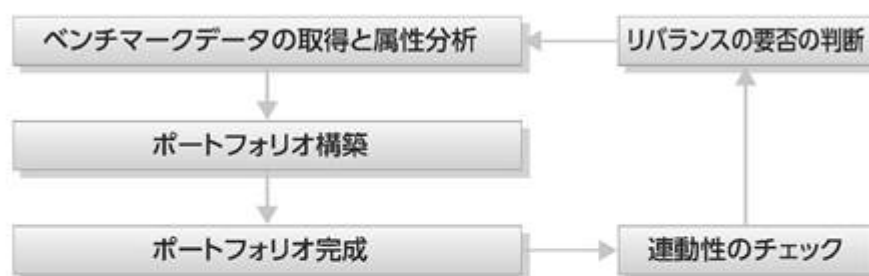 ベンチマークデータの取得と属性分析
リバランスの要否の判断
ポートフォリオ構築
ポートフォリオ完成
連動性のチェック